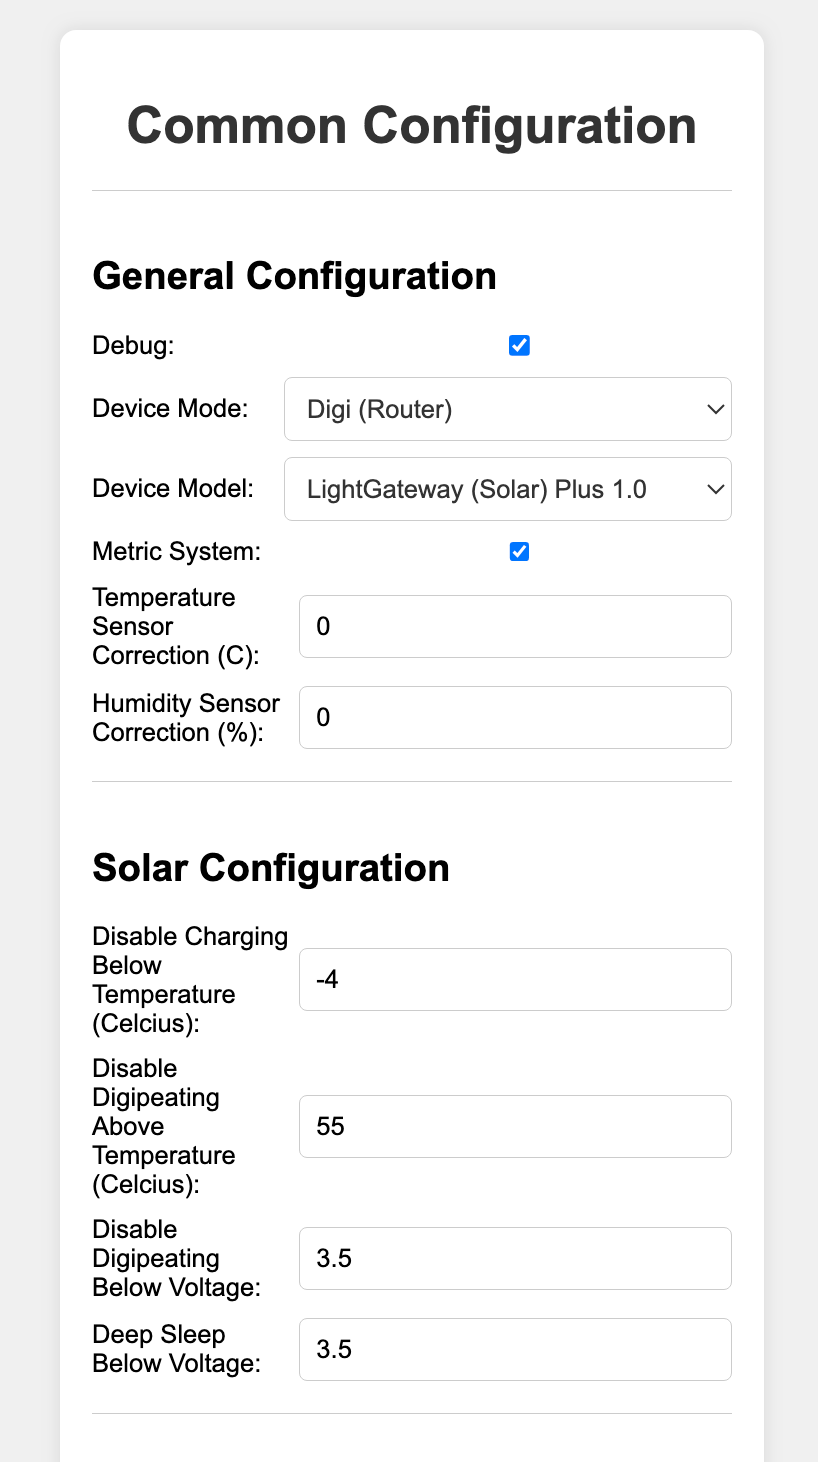 Common Configuration
General Configuration
Debug:
Device Mode:
Digi (Router)
Device Model:
LightGateway (Solar) Plus 1.0
Metric System:
Temperature
Sensor
Correction (C):
0
Humidity Sensor
Correction (%):
0
Solar Configuration
Disable Charging
Below
Temperature
(Celcius):
-4
Disable
Digipeating
Above
Temperature
(Celcius):
55
Disable
Digipeating
Below Voltage:
3.5
Deep Sleep
Below Voltage:
3.5